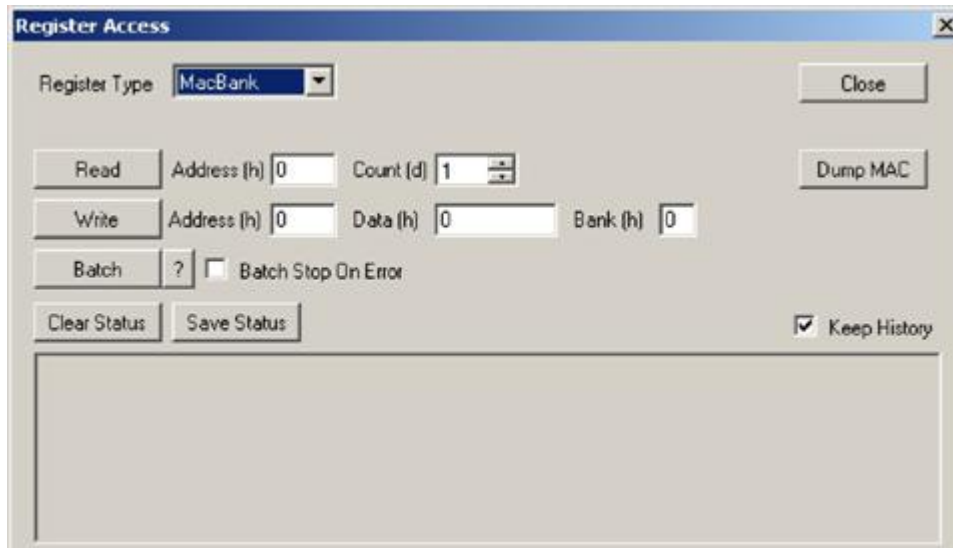 Register Access
Register Type MacBank Close
Read Address (h) 0 Count (d) 1 Dump MAC
Write Address (h) 0 Data (h) 0 Bank (h) 0
Batch ? Batch Stop On Error
Clear Status Save Status Keep History